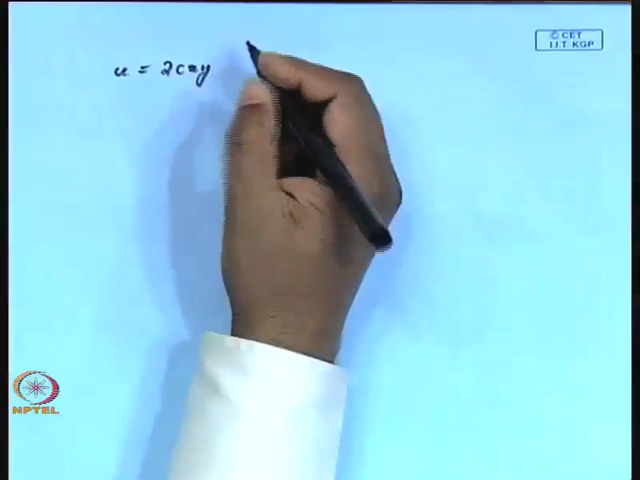 u = 2cxy
© CET
I.I.T. KGP
NPTEL